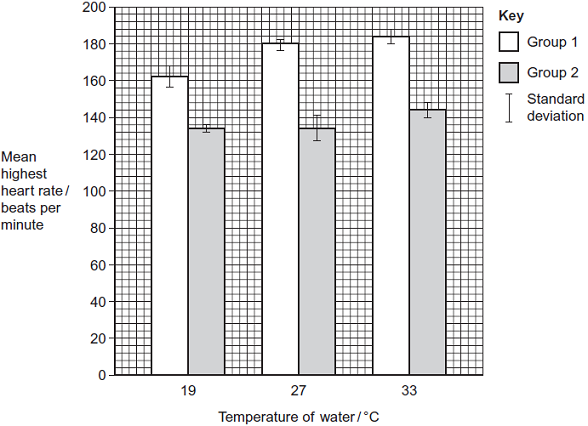 200
180
160
140
120
100
80
60
40
20
0
Mean
highest
heart rate /
beats per
minute
19
27
33
Temperature of water / °C
Key
Group 1
Group 2
Standard
deviation